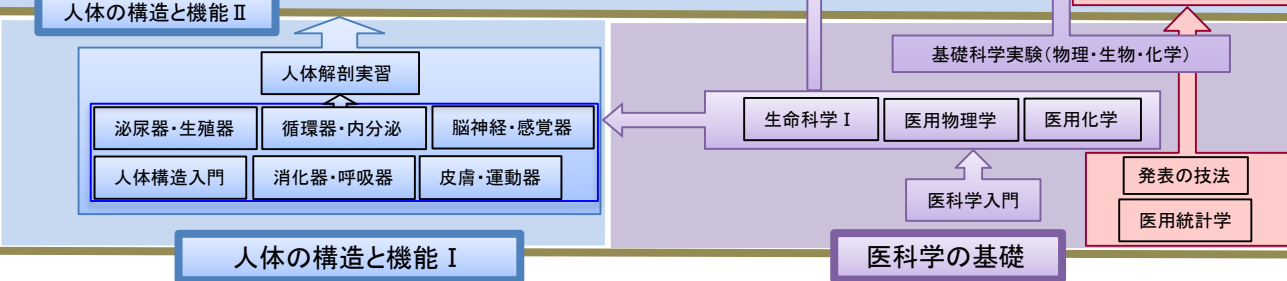 人体の構造と機能Ⅱ
基礎科学実験(物理・生物・化学)
人体解剖実習
泌尿器・生殖器
循環器・内分泌
脳神経・感覚器
生命科学Ⅰ
医用物理学
医用化学
人体構造入門
消化器・呼吸器
皮膚・運動器
医科学入門
発表の技法
医用統計学
人体の構造と機能Ⅰ
医科学の基礎